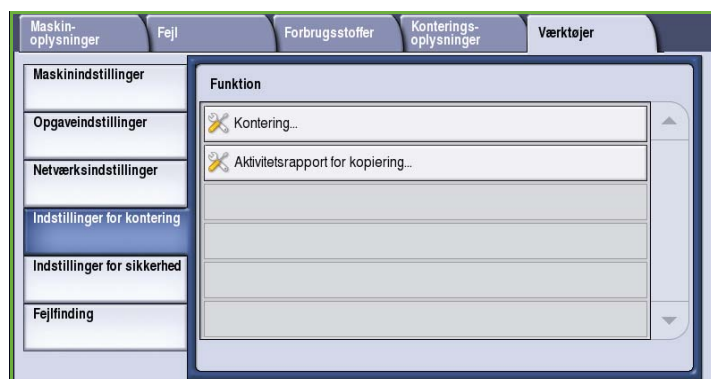 Maskin-
oplysninger
Fejl
Forbrugsstoffer
Konterings-
oplysninger
Værktøjer
Maskinindstillinger
Opgaveindstillinger
Netværksindstillinger
Indstillinger for kontering
Indstillinger for sikkerhed
Fejlfinding
Funktion
Kontering...
Aktivitetsrapport for kopiering...